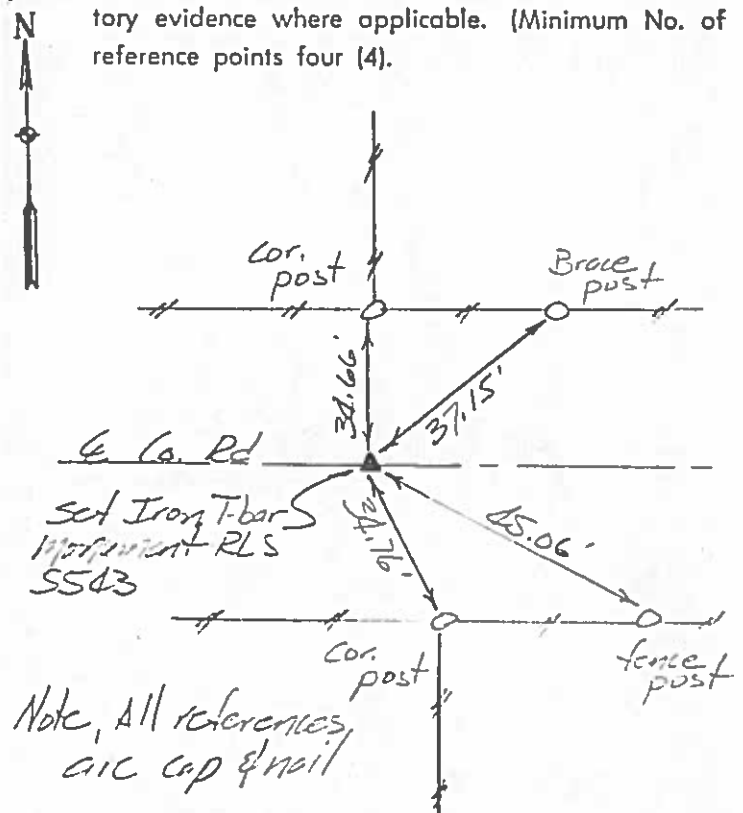 N
tory evidence where applicable. (Minimum No. of
reference points four (4).
Cor.
post
Brace
post
34.66'
37.15'
℄ Co. Rd
Set Iron T-bar
Monument RLS
S543
34.76'
45.06'
Cor.
post
fence
post
Note, All references
are cap & nail